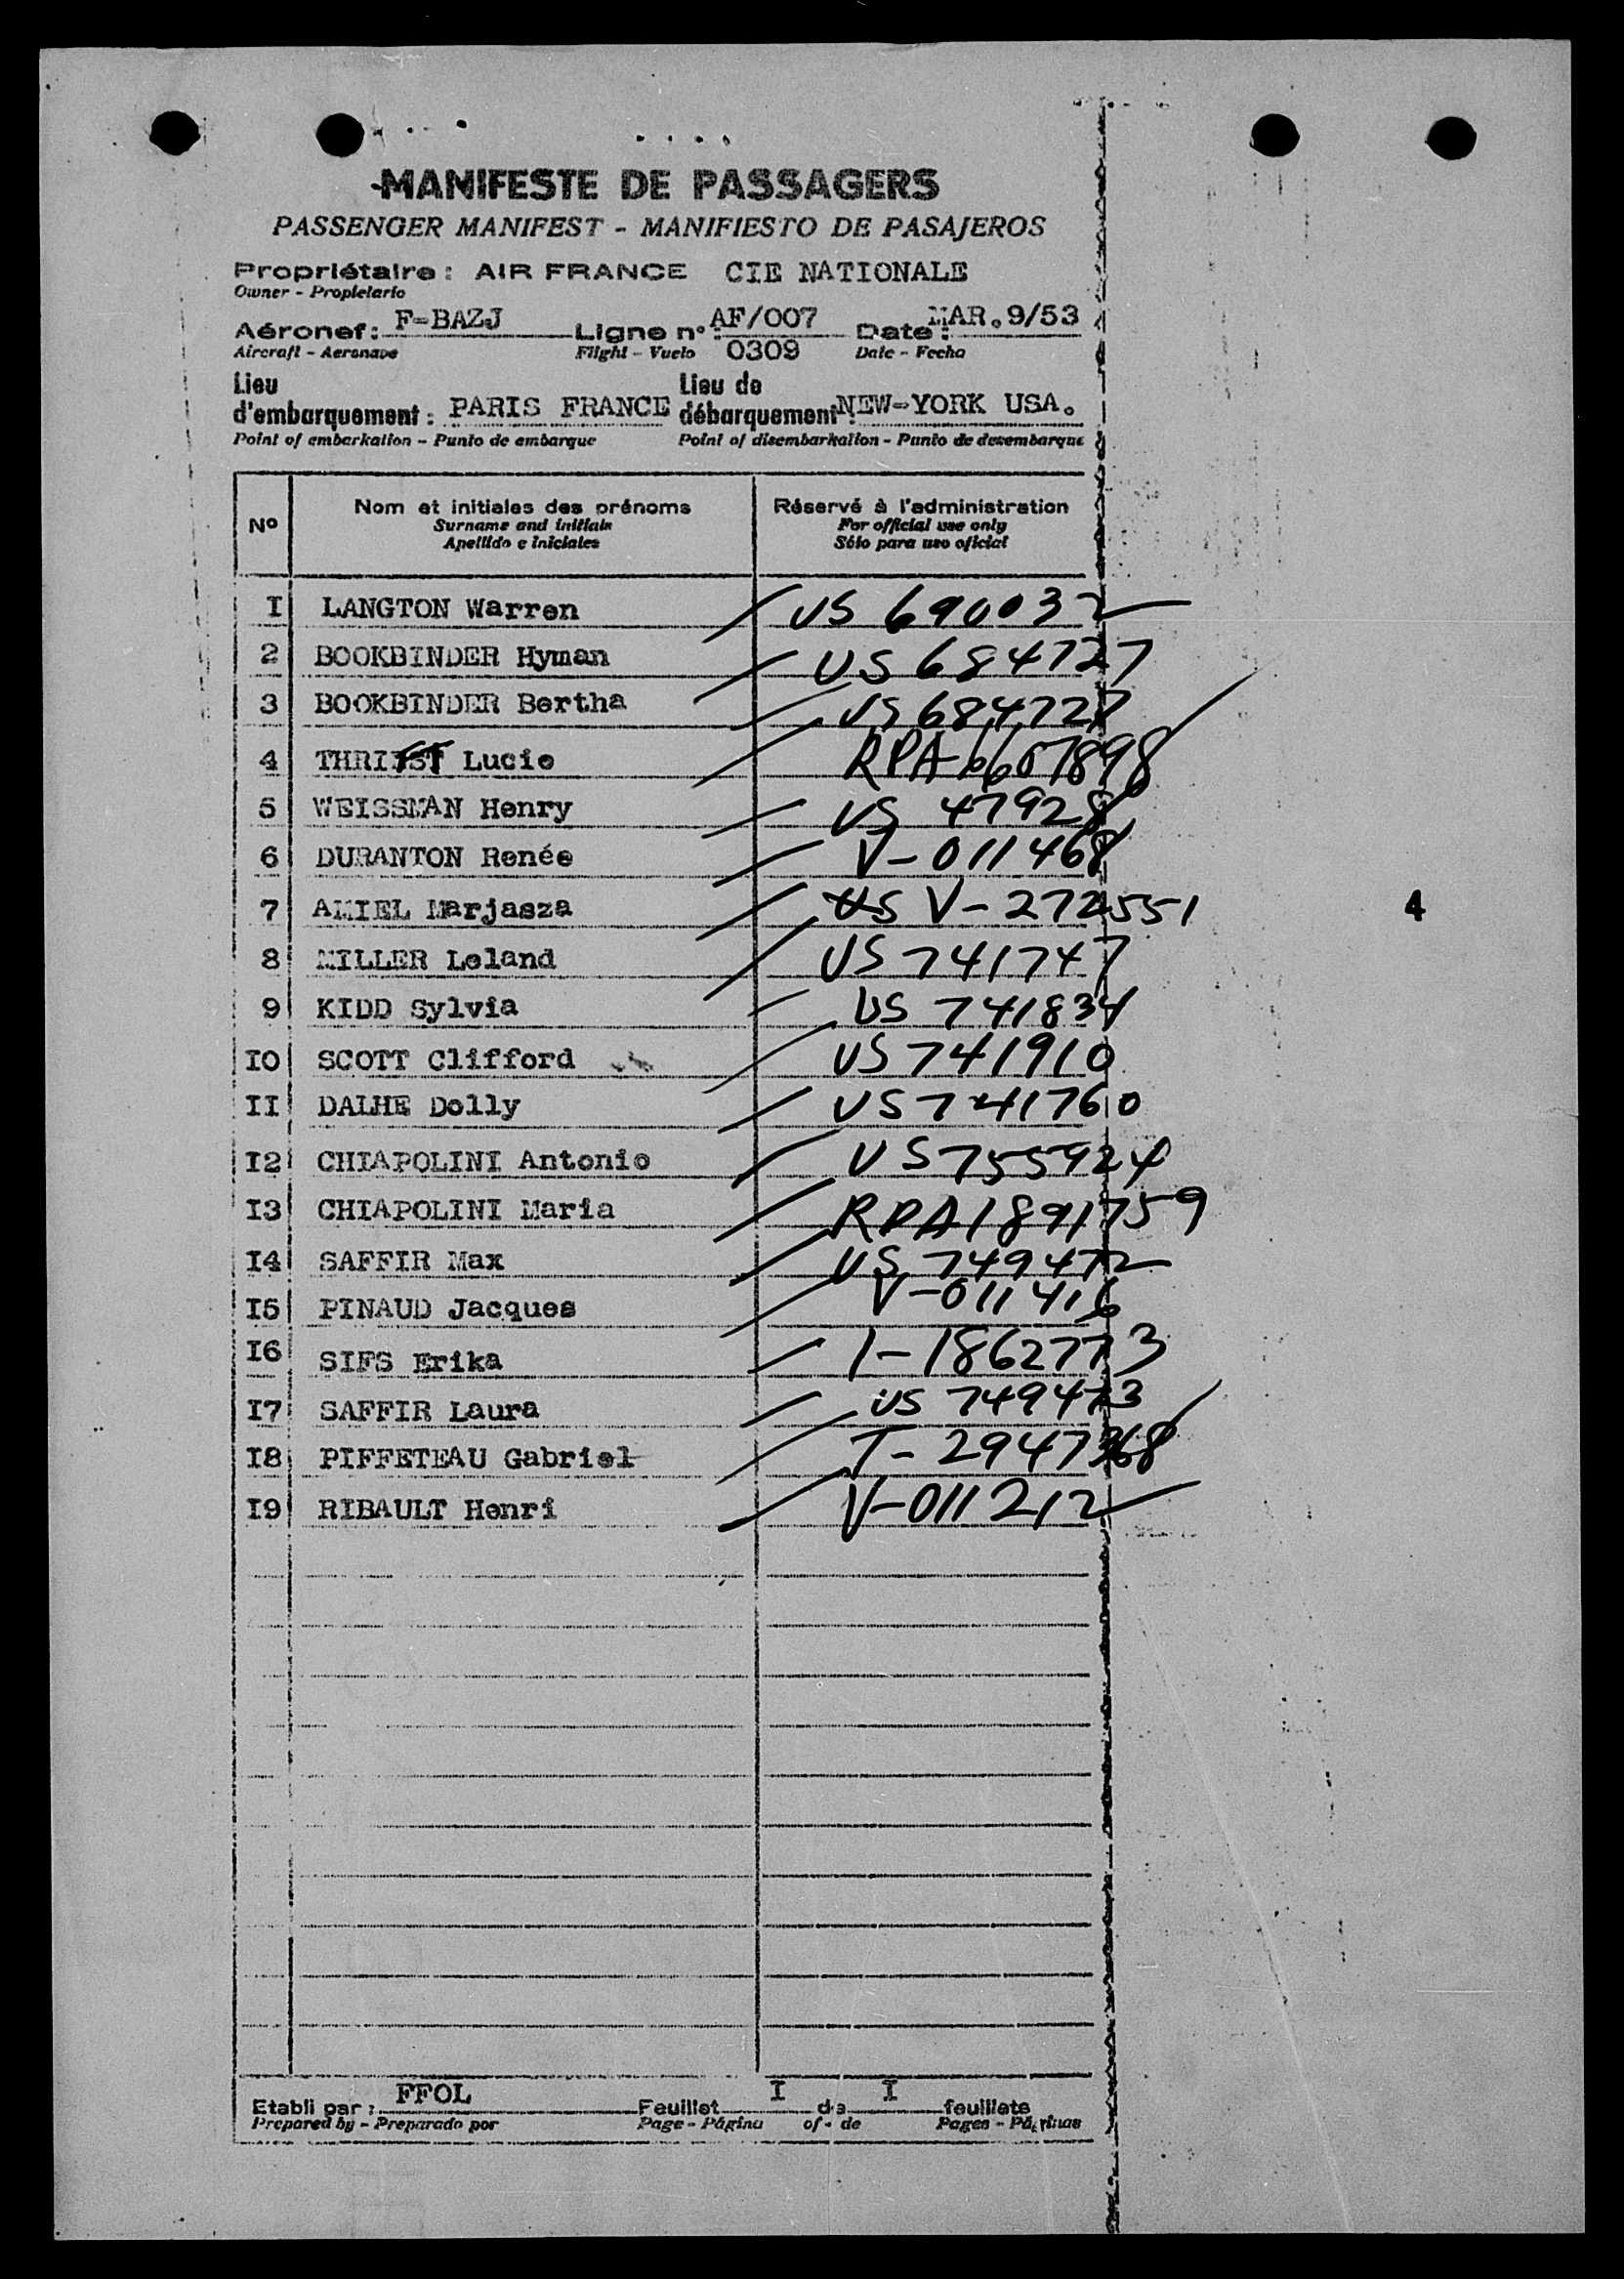 MANIFESTE DE PASSAGERS
PASSENGER MANIFEST - MANIFIESTO DE PASAJEROS
Propriétaire : AIR FRANCE CIE NATIONALE
Owner - Propietario
Aéronef : F-BAZJ Ligne n° : AF/007 Date : MAR.9/53
Aircraft - Aeronave Flight - Vuelo 0309 Date - Fecha
Lieu d'embarquement : PARIS FRANCE Lieu de débarquement : NEW-YORK USA.
Point of embarkation - Punto de embarque Point of disembarkation - Punto de desembarque
N° Nom et initiales des prénoms Réservé à l'administration
Surname and initials For official use only
Apellido e iniciales Sólo para uso oficial
I LANGTON Warren US 690032
2 BOOKBINDER Hyman US 684727
3 BOOKBINDER Bertha US 684728
4 Lucie RPA-6607898
5 WEISSMAN Henry US 47928
6 DURANTON Renée V-011468
7 AMIEL Marjasza US V-272551
8 MILLER Leland US 741747
9 KIDD Sylvia US 741834
IO SCOTT Clifford US 741910
II DALHE Dolly US 741760
I2 CHIAPOLINI Antonio US 755924
I3 CHIAPOLINI Maria RPA 1891759
I4 SAFFIR Max US 749472
I5 PINAUD Jacques V-011416
I6 SIFS Erika I-1862773
I7 SAFFIR Laura US 749473
I8 PIFFETEAU Gabriel T-2947368
I9 RIBAULT Henri V-011212
4
Etabli par : FFOL Feuillet I de I feuillets
Prepared by - Preparado por Page - Página of - de Pages - Páginas